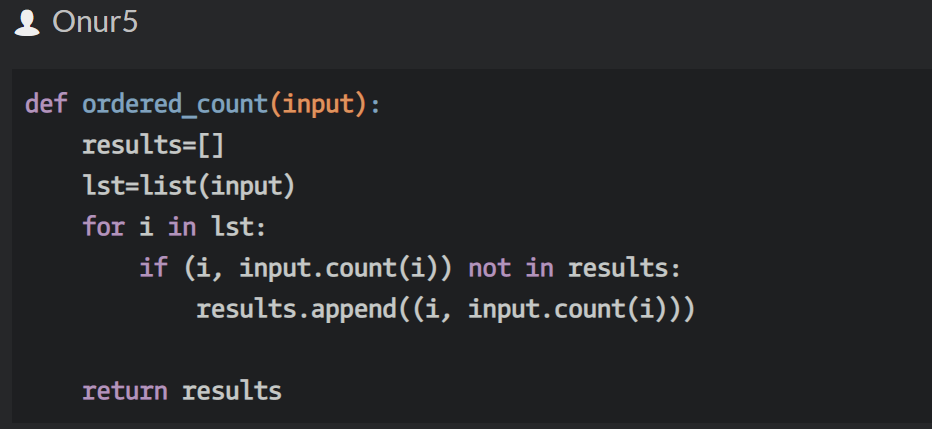 Onur5
def ordered_count(input):
    results=[]
    lst=list(input)
    for i in lst:
        if (i, input.count(i)) not in results:
            results.append((i, input.count(i)))
    return results